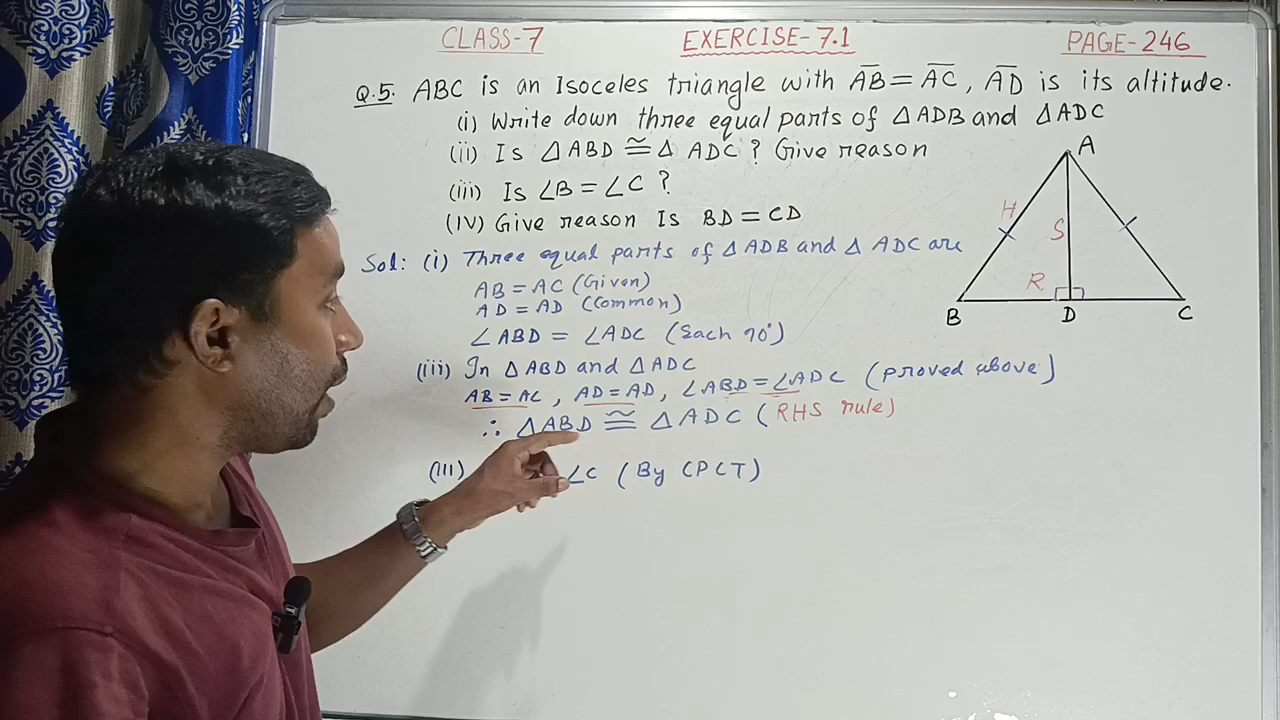 CLASS-7 EXERCISE-7.1 PAGE-246
Q.5. ABC is an Isoceles triangle with A̅B̅ = A̅C̅, A̅D̅ is its altitude.
(i) Write down three equal parts of △ADB and △ADC
(ii) Is △ABD ≅ △ ADC ? Give reason
(iii) Is ∠B = ∠C ?
(IV) Give reason Is BD = CD
Sol: (i) Three equal parts of △ADB and △ ADC are
AB = AC (Given)
AD = AD (Common)
∠ABD = ∠ADC (Each 90°)
(iii) In △ABD and △ADC
AB = AC , AD = AD, ∠ABD = ∠ADC (proved above)
∴ △ABD ≅ △ADC (RHS rule)
(III) ∠C (By CPCT)
A
H
S
R
B D C